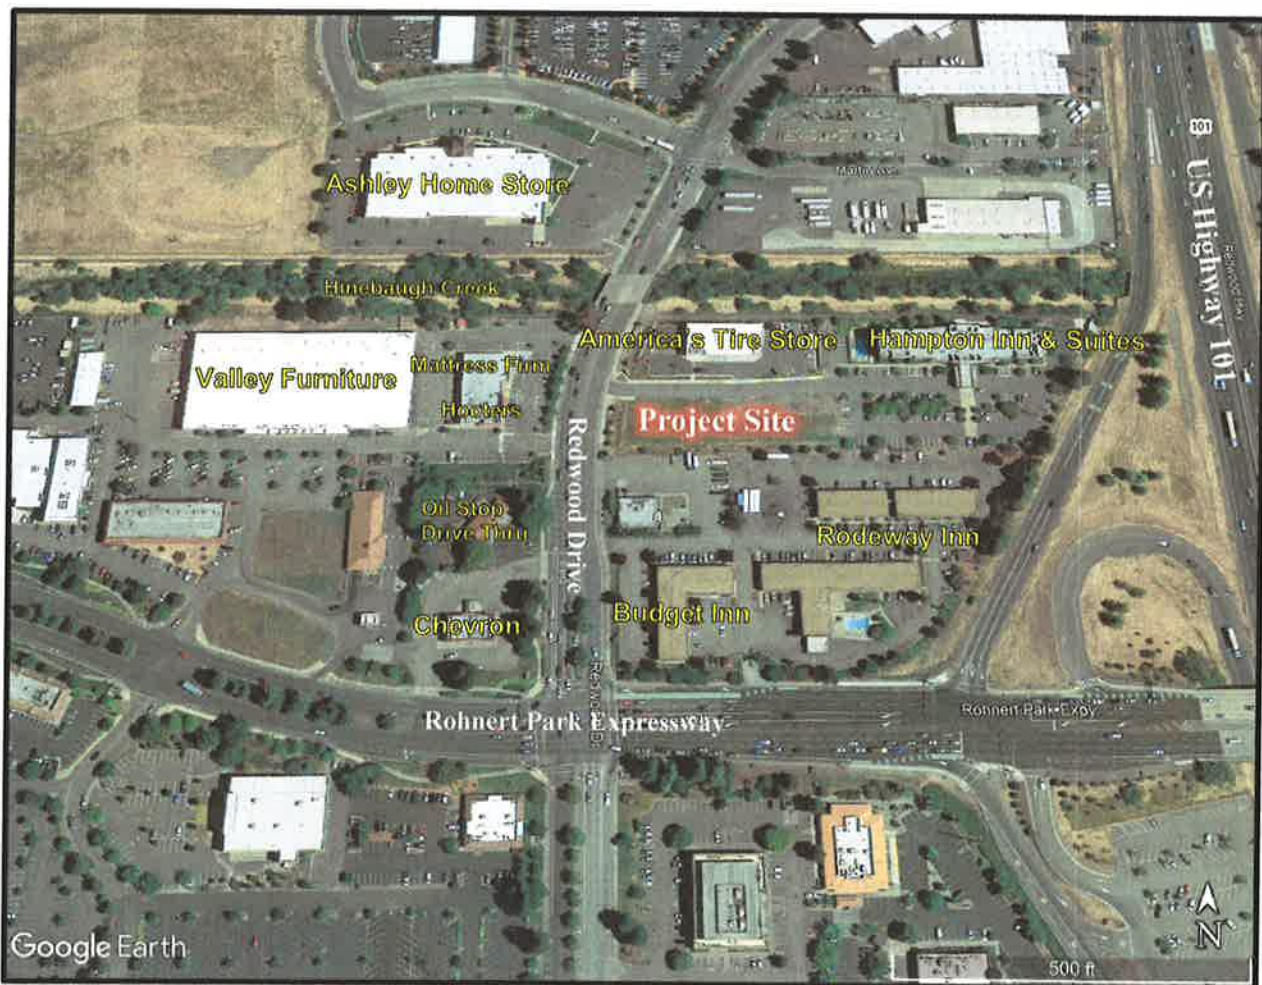 101
US Highway 101
Redwood Hwy
Ashley Home Store
Hinebaugh Creek
America's Tire Store
Hampton Inn & Suites
Mattress Firm
Valley Furniture
Hooters
Project Site
Redwood Drive
Oil Stop
Drive Thru
Rodeway Inn
Budget Inn
Chevron
Redwood Dr
Rohnert Park Expy
Rohnert Park Expressway
Google Earth
N
500 ft